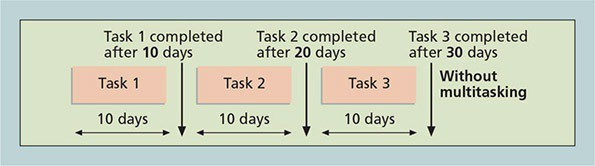 Task 1 completed
after 10 days
Task 2 completed
after 20 days
Task 3 completed
after 30 days
Task 1
Task 2
Task 3
Without
multitasking
10 days
10 days
10 days